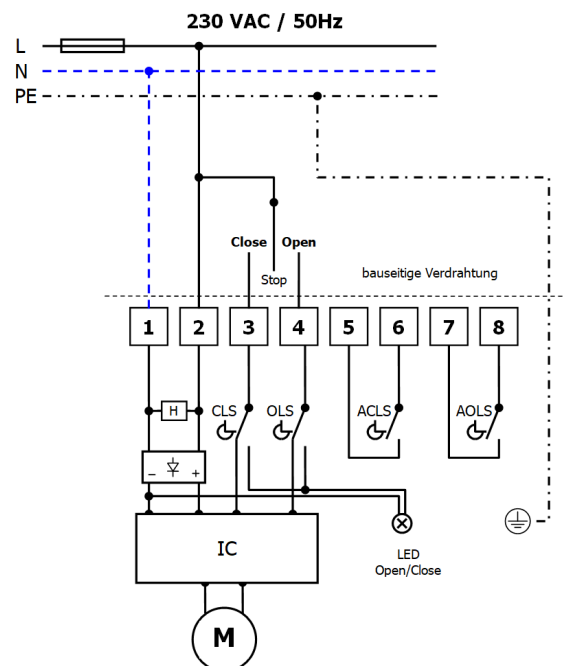 230 VAC / 50Hz
L
N
PE
Close Open
Stop
bauseitige Verdrahtung
1 2 3 4 5 6 7 8
H CLS OLS ACLS AOLS
- +
IC
LED
Open/Close
M